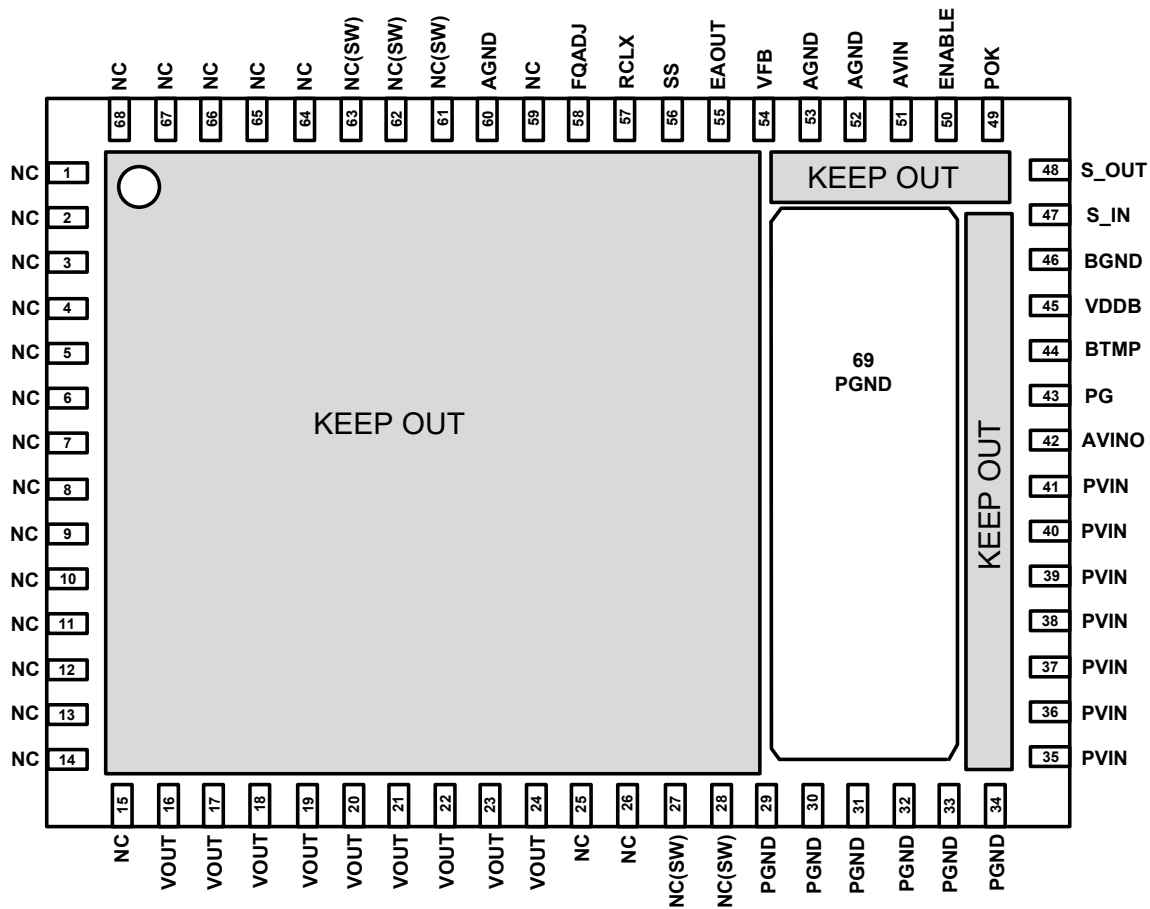 NC NC NC NC NC NC(SW) NC(SW) NC(SW) AGND NC FQADJ RCLX SS EAOUT VFB AGND AGND AVIN ENABLE POK
68 67 66 65 64 63 62 61 60 59 58 57 56 55 54 53 52 51 50 49
NC 1
NC 2
NC 3
NC 4
NC 5
NC 6
NC 7
NC 8
NC 9
NC 10
NC 11
NC 12
NC 13
NC 14
KEEP OUT
KEEP OUT
69
PGND
KEEP OUT
48 S_OUT
47 S_IN
46 BGND
45 VDDB
44 BTMP
43 PG
42 AVINO
41 PVIN
40 PVIN
39 PVIN
38 PVIN
37 PVIN
36 PVIN
35 PVIN
15 16 17 18 19 20 21 22 23 24 25 26 27 28 29 30 31 32 33 34
NC VOUT VOUT VOUT VOUT VOUT VOUT VOUT VOUT VOUT NC NC NC(SW) NC(SW) PGND PGND PGND PGND PGND PGND